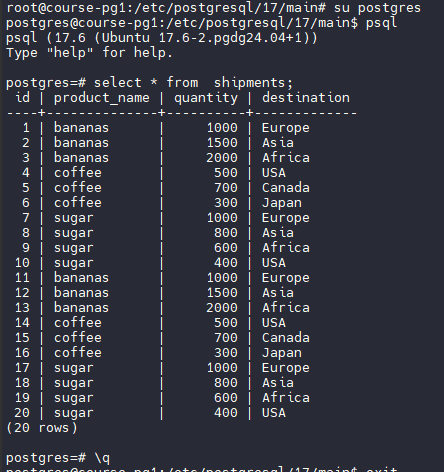 root@course-pg1:/etc/postgresql/17/main# su postgres
postgres@course-pg1:/etc/postgresql/17/main$ psql
psql (17.6 (Ubuntu 17.6-2.pgdg24.04+1))
Type "help" for help.

postgres=# select * from  shipments;
 id | product_name | quantity | destination
----+--------------+----------+-------------
  1 | bananas      |     1000 | Europe
  2 | bananas      |     1500 | Asia
  3 | bananas      |     2000 | Africa
  4 | coffee       |      500 | USA
  5 | coffee       |      700 | Canada
  6 | coffee       |      300 | Japan
  7 | sugar        |     1000 | Europe
  8 | sugar        |      800 | Asia
  9 | sugar        |      600 | Africa
 10 | sugar        |      400 | USA
 11 | bananas      |     1000 | Europe
 12 | bananas      |     1500 | Asia
 13 | bananas      |     2000 | Africa
 14 | coffee       |      500 | USA
 15 | coffee       |      700 | Canada
 16 | coffee       |      300 | Japan
 17 | sugar        |     1000 | Europe
 18 | sugar        |      800 | Asia
 19 | sugar        |      600 | Africa
 20 | sugar        |      400 | USA
(20 rows)

postgres=# \q
postgres@course-pg1:/etc/postgresql/17/main$ exit